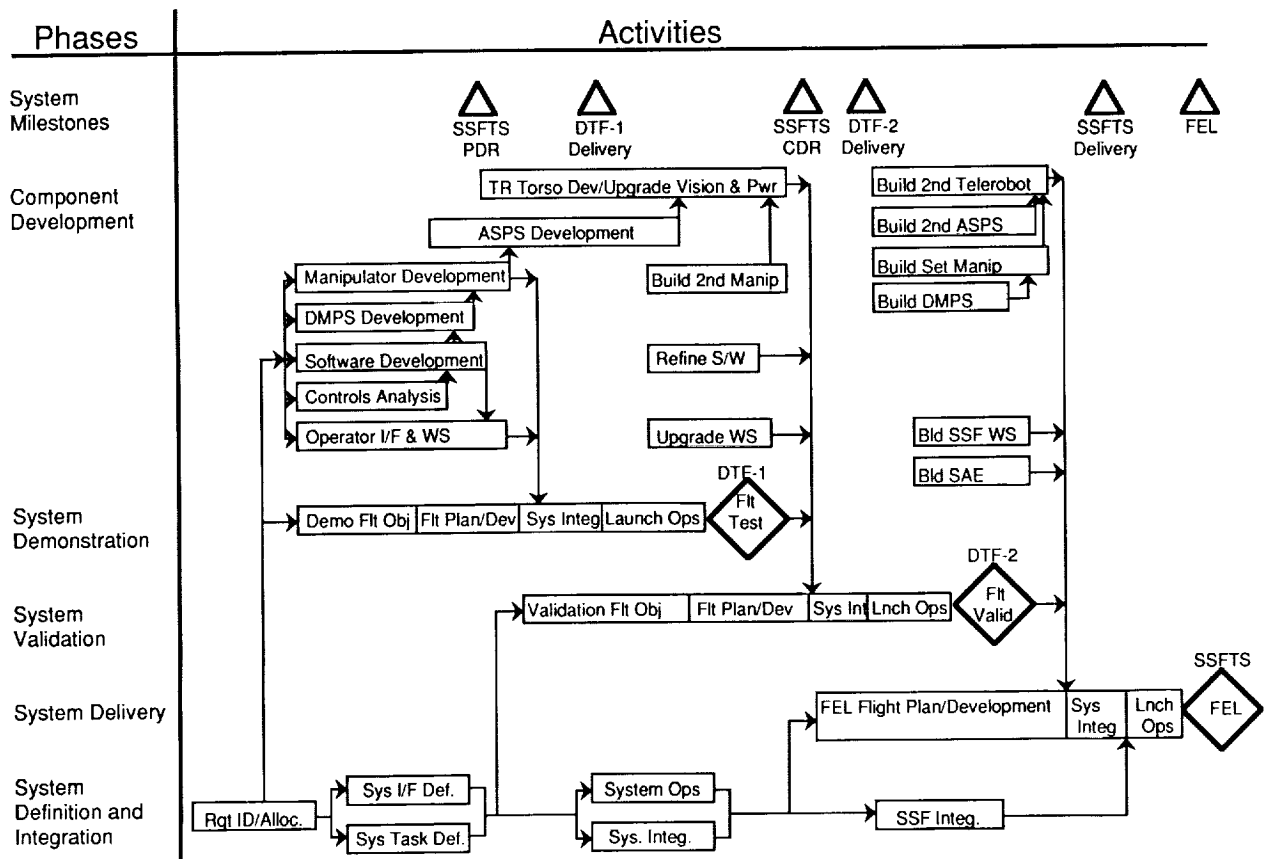 Phases
Activities
System
Milestones
SSFTS
PDR
DTF-1
Delivery
SSFTS
CDR
DTF-2
Delivery
SSFTS
Delivery
FEL
Component
Development
TR Torso Dev/Upgrade Vision & Pwr
Build 2nd Telerobot
ASPS Development
Build 2nd ASPS
Manipulator Development
Build 2nd Manip
Build Set Manip
Build DMPS
DMPS Development
Software Development
Refine S/W
Controls Analysis
Operator I/F & WS
Upgrade WS
Bld SSF WS
Bld SAE
System
Demonstration
Demo Flt Obj
Flt Plan/Dev
Sys Integ
Launch Ops
DTF-1
Flt
Test
System
Validation
Validation Flt Obj
Flt Plan/Dev
Sys Int
Lnch Ops
DTF-2
Flt
Valid
System Delivery
FEL Flight Plan/Development
Sys
Integ
Lnch
Ops
SSFTS
FEL
System
Definition and
Integration
Rqt ID/Alloc.
Sys I/F Def.
Sys Task Def.
System Ops
Sys. Integ.
SSF Integ.